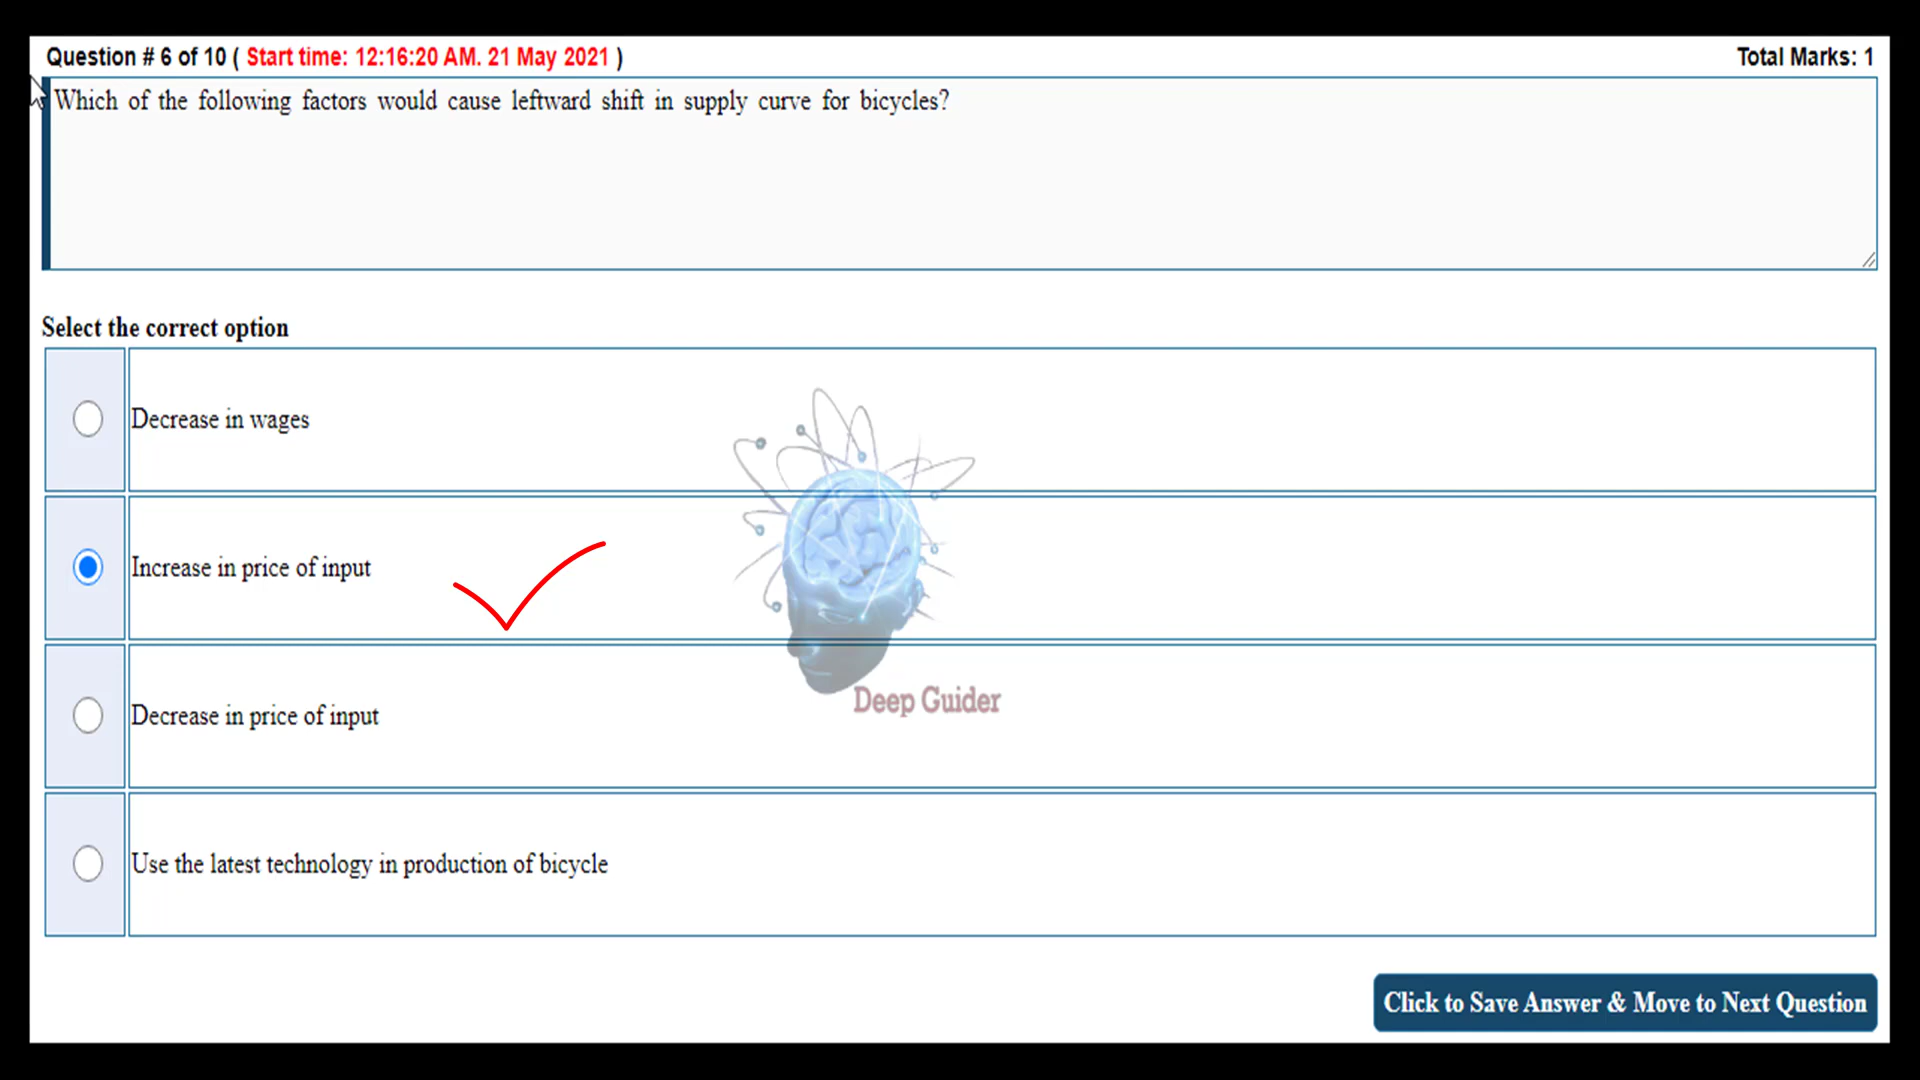 Question # 6 of 10 ( Start time: 12:16:20 AM. 21 May 2021 )
Total Marks: 1
Which of the following factors would cause leftward shift in supply curve for bicycles?
Select the correct option
Decrease in wages
Increase in price of input
Decrease in price of input
Use the latest technology in production of bicycle
Deep Guider
Click to Save Answer & Move to Next Question